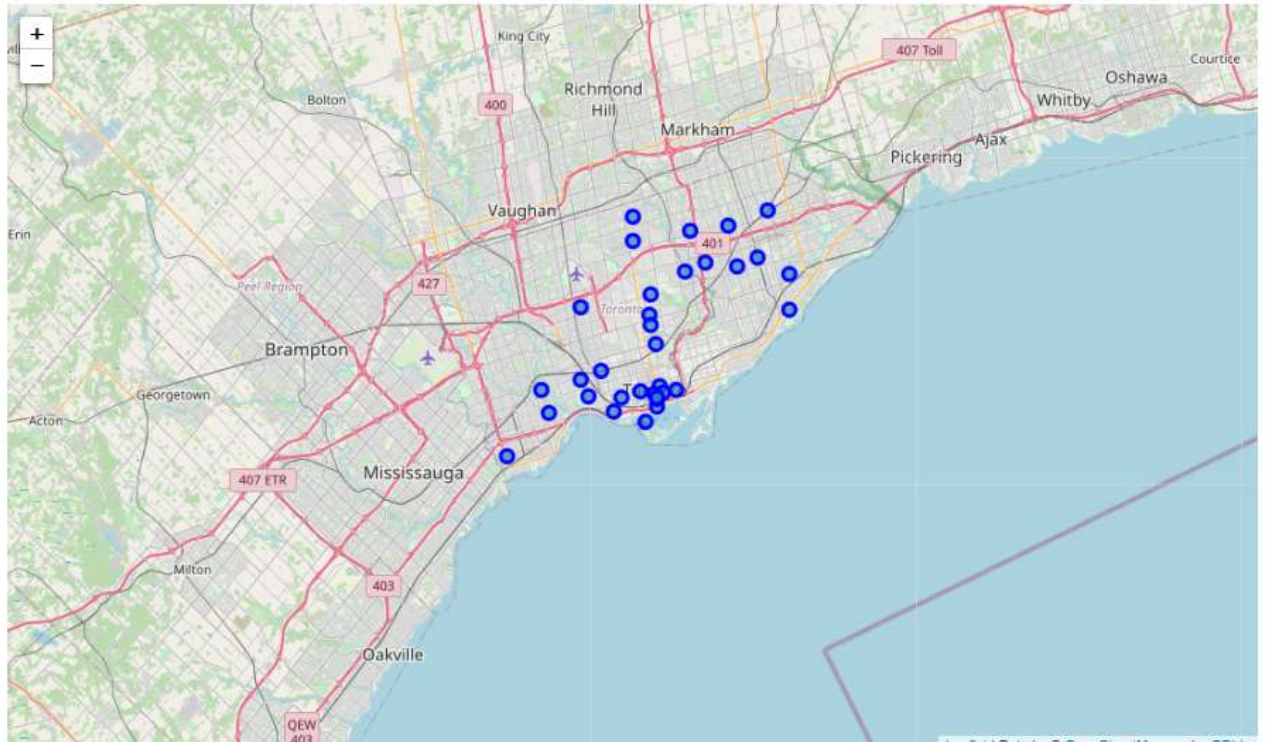 +
−
King City
407 Toll
Courtice
Oshawa
Richmond
Hill
Bolton
400
Whitby
Markham
Ajax
Pickering
Vaughan
Erin
401
427
Peel Region
Toronto
Brampton
Georgetown
Acton
Mississauga
407 ETR
Milton
403
Oakville
QEW
403